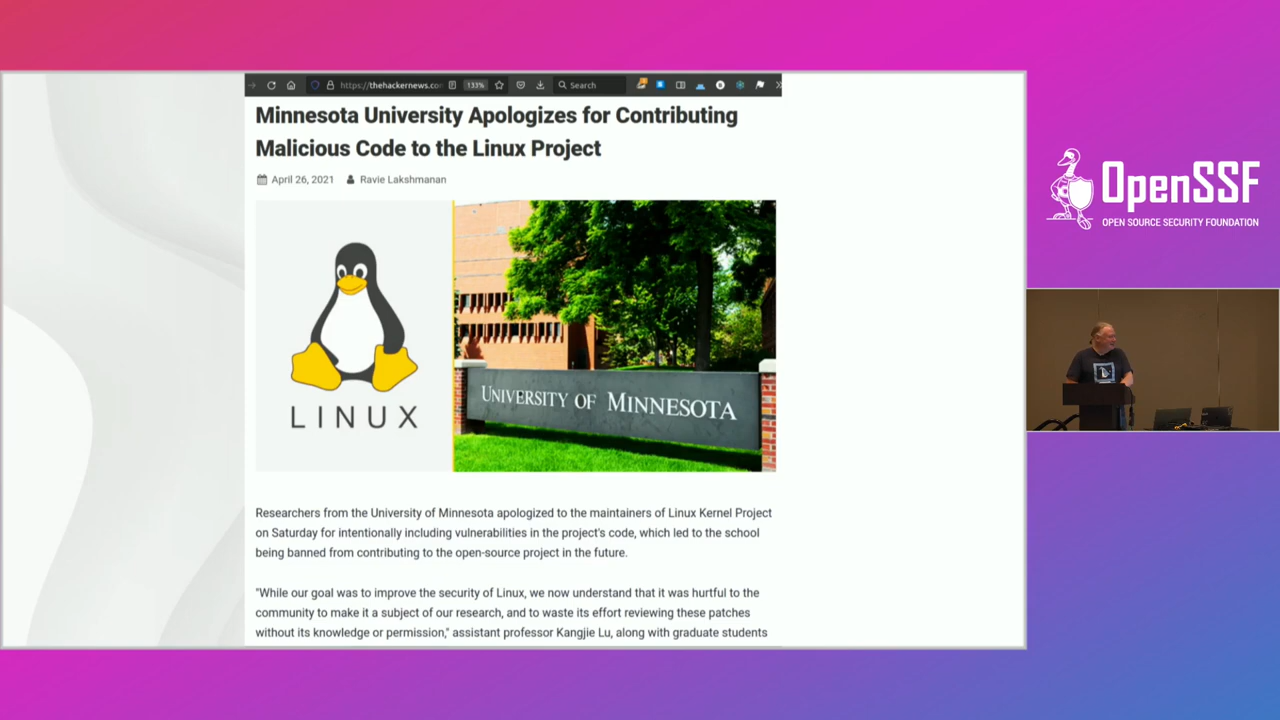 https://thehackernews.co
133%
Search
Minnesota University Apologizes for Contributing
Malicious Code to the Linux Project
April 26, 2021
Ravie Lakshmanan
LINUX
UNIVERSITY OF MINNESOTA
Researchers from the University of Minnesota apologized to the maintainers of Linux Kernel Project
on Saturday for intentionally including vulnerabilities in the project's code, which led to the school
being banned from contributing to the open-source project in the future.
"While our goal was to improve the security of Linux, we now understand that it was hurtful to the
community to make it a subject of our research, and to waste its effort reviewing these patches
without its knowledge or permission," assistant professor Kangjie Lu, along with graduate students
OpenSSF
OPEN SOURCE SECURITY FOUNDATION